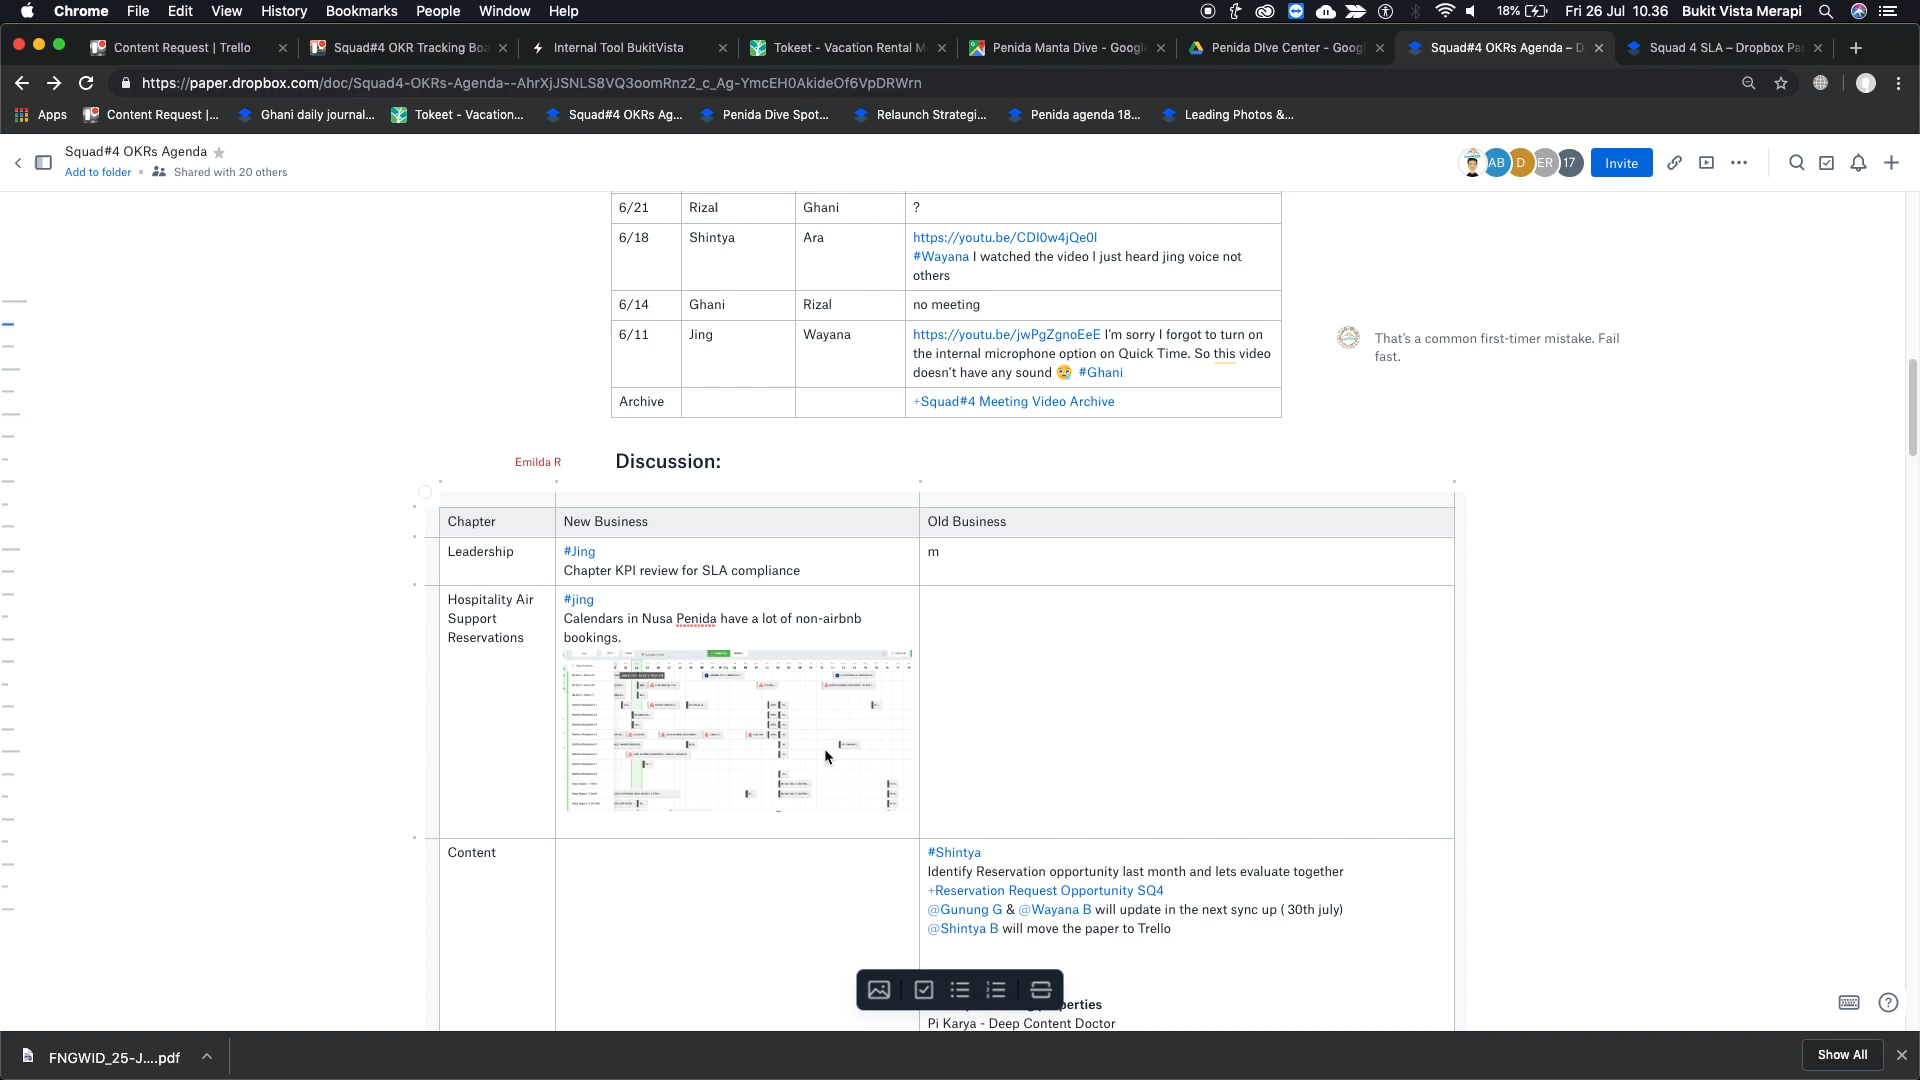 Chrome File Edit View History Bookmarks People Window Help 18% Fri 26 Jul 10.36 Bukit Vista Merapi
Content Request | Trello Squad#4 OKR Tracking Boa Internal Tool BukitVista Tokeet - Vacation Rental M Penida Manta Dive - Google Penida DIve Center - Googl Squad#4 OKRs Agenda – D Squad 4 SLA – Dropbox Pa
https://paper.dropbox.com/doc/Squad4-OKRs-Agenda--AhrXjJSNLS8VQ3oomRnz2_c_Ag-YmcEH0AkideOf6VpDRWrn
Apps Content Request |... Ghani daily journal... Tokeet - Vacation... Squad#4 OKRs Ag... Penida Dive Spot... Relaunch Strategi... Penida agenda 18... Leading Photos &...
Squad#4 OKRs Agenda
Add to folder • Shared with 20 others
AB D ER 17 Invite
6/21 Rizal Ghani ?
6/18 Shintya Ara https://youtu.be/CDI0w4jQe0I
#Wayana I watched the video I just heard jing voice not
others
6/14 Ghani Rizal no meeting
6/11 Jing Wayana https://youtu.be/jwPgZgnoEeE I'm sorry I forgot to turn on
the internal microphone option on Quick Time. So this video
doesn't have any sound 😢 #Ghani
That's a common first-timer mistake. Fail
fast.
Archive +Squad#4 Meeting Video Archive
Emilda R Discussion:
Chapter New Business Old Business
Leadership #Jing m
Chapter KPI review for SLA compliance
Hospitality Air
Support
Reservations
#jing
Calendars in Nusa Penida have a lot of non-airbnb
bookings.
Content #Shintya
Identify Reservation opportunity last month and lets evaluate together
+Reservation Request Opportunity SQ4
@Gunung G & @Wayana B will update in the next sync up ( 30th july)
@Shintya B will move the paper to Trello
perties
Pi Karya - Deep Content Doctor
FNGWID_25-J....pdf Show All